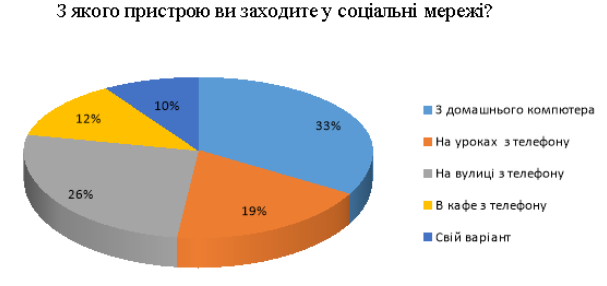 З якого пристрою ви заходите у соціальні мережі?
10%
12%
33%
26%
19%
З домашнього компютера
На уроках з телефону
На вулиці з телефону
В кафе з телефону
Свій варіант